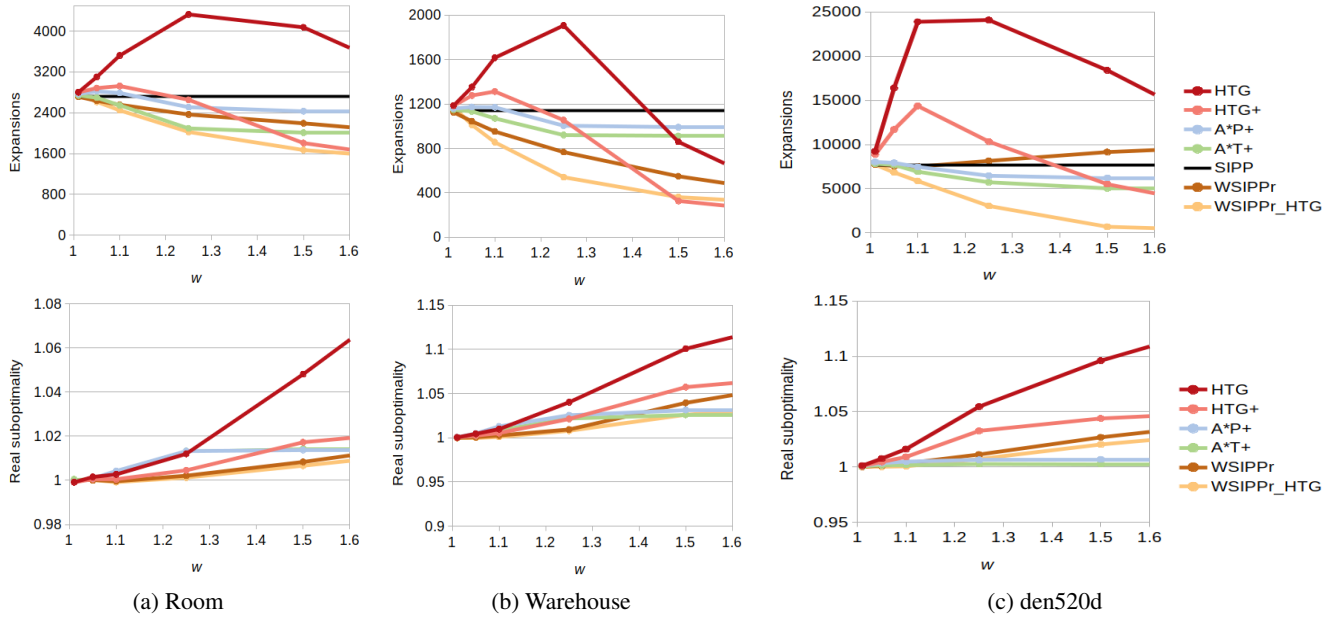 4000
3200
2400
1600
800
0
Expansions
1 1.1 1.2 1.3 1.4 1.5 1.6
w
2000
1600
1200
800
400
0
Expansions
1 1.1 1.2 1.3 1.4 1.5 1.6
w
25000
20000
15000
10000
5000
0
Expansions
1 1.1 1.2 1.3 1.4 1.5 1.6
w
HTG
HTG+
A*P+
A*T+
SIPP
WSIPPr
WSIPPr_HTG
1.08
1.06
1.04
1.02
1
0.98
Real suboptimality
1 1.1 1.2 1.3 1.4 1.5 1.6
w
1.15
1.1
1.05
1
0.95
0.9
Real suboptimality
1 1.1 1.2 1.3 1.4 1.5 1.6
w
1.15
1.1
1.05
1
0.95
Real suboptimality
1 1.1 1.2 1.3 1.4 1.5 1.6
w
HTG
HTG+
A*P+
A*T+
WSIPPr
WSIPPr_HTG
(a) Room
(b) Warehouse
(c) den520d